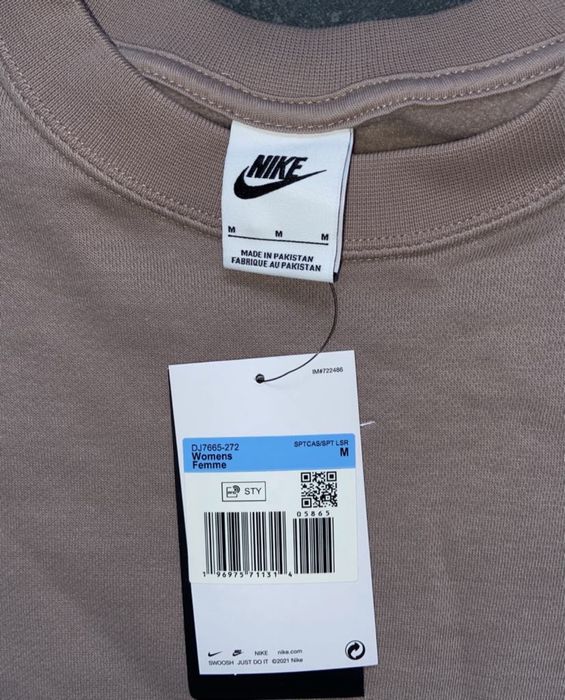 NIKE
M M M
MADE IN PAKISTAN
FABRIQUE AU PAKISTAN
IM#722486
DJ7665-272 SPTCAS/SPT LSR
Womens M
Femme
STY
05865
1 96975 71131 4
NIKE nike.com
SWOOSH JUST DO IT ©2021 Nike